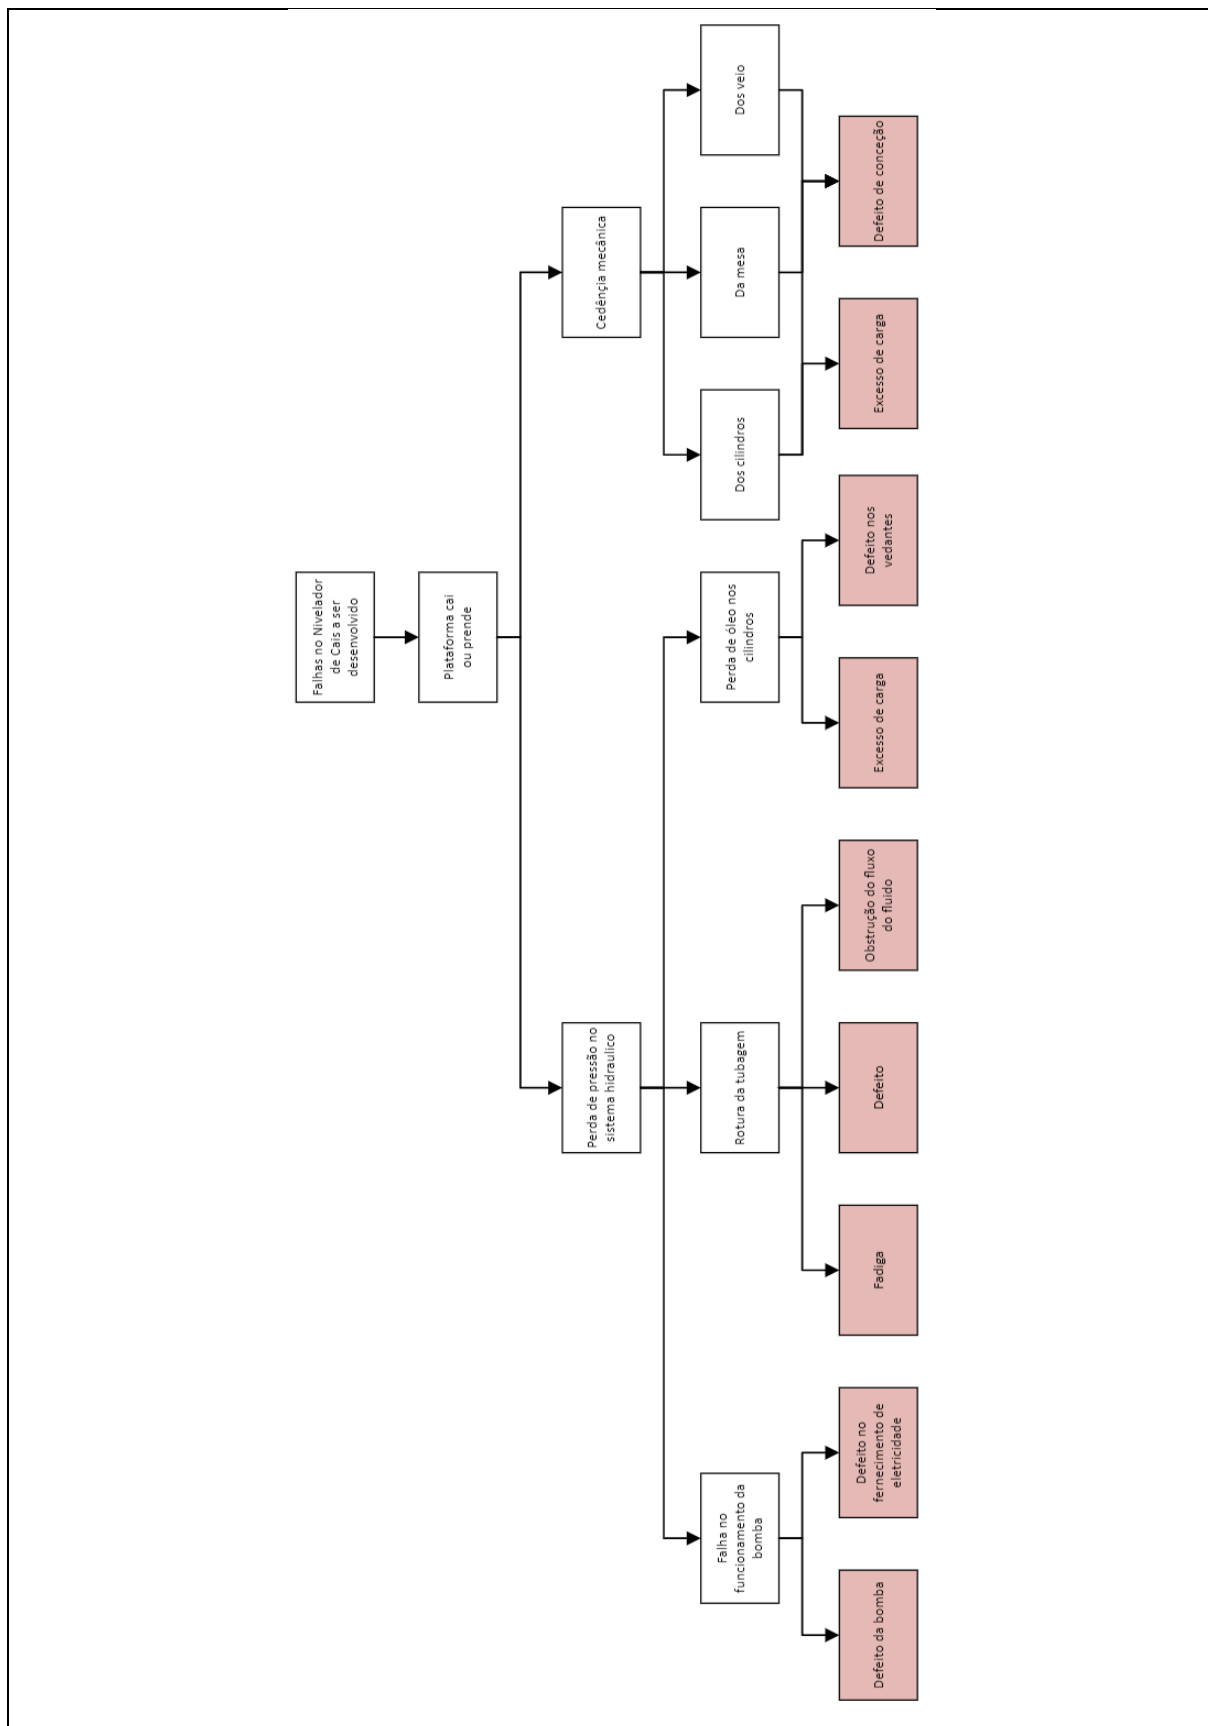 Falhas no Nivelador
de Cais a ser
desenvolvido
Plataforma cai
ou prende
Perda de pressão no
sistema hidraulico
Cedênçia mecânica
Falha no
funcionamento da
bomba
Rotura da tubagem
Perda de óleo nos
cilindros
Dos cilindros
Da mesa
Dos veio
Defeito da bomba
Defeito no
fernecimento de
eletricidade
Fadiga
Defeito
Obstrução do fluxo
do fluido
Excesso de carga
Defeito nos
vedantes
Excesso de carga
Defeito de conceção